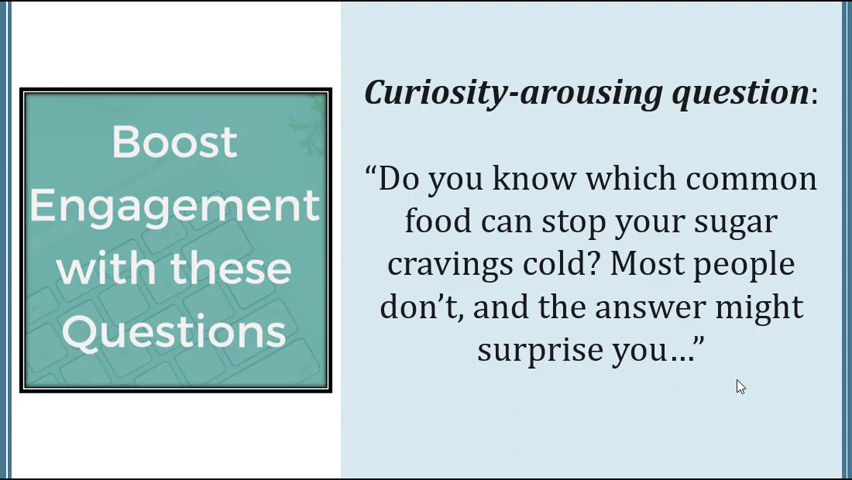 Boost
Engagement
with these
Questions
Curiosity-arousing question:
“Do you know which common
food can stop your sugar
cravings cold? Most people
don’t, and the answer might
surprise you…”